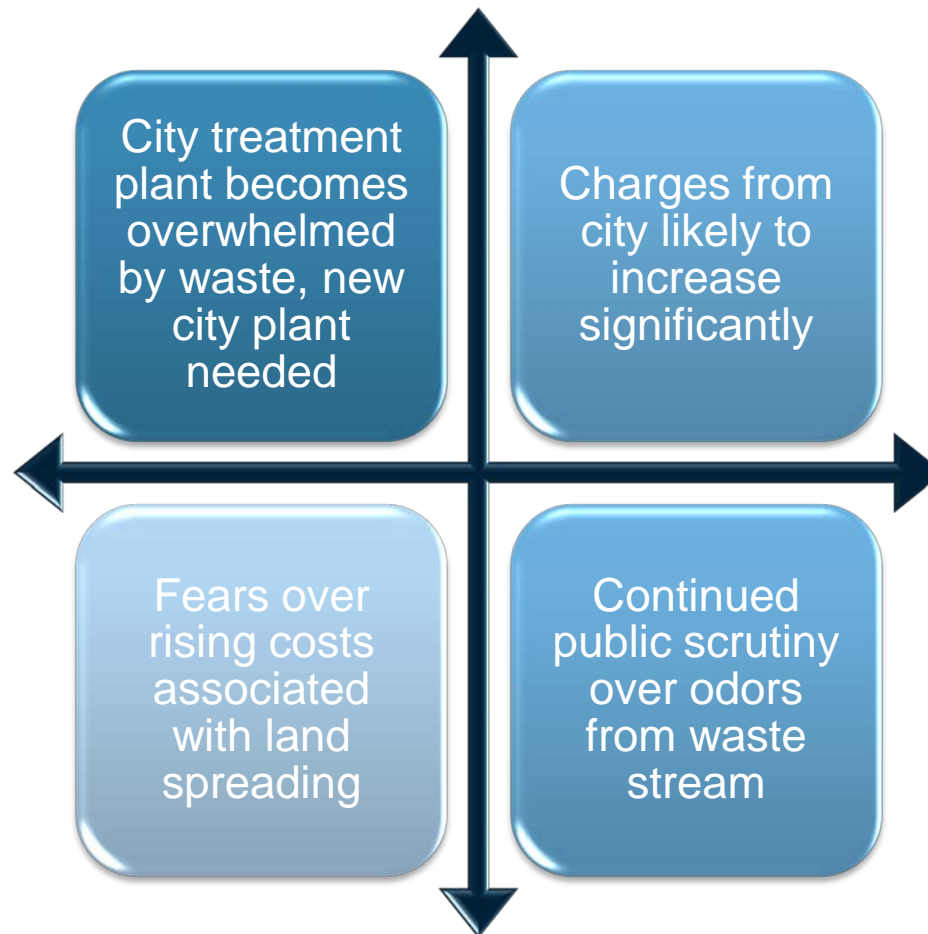 City treatment
plant becomes
overwhelmed
by waste, new
city plant
needed
Charges from
city likely to
increase
significantly
Fears over
rising costs
associated
with land
spreading
Continued
public scrutiny
over odors
from waste
stream